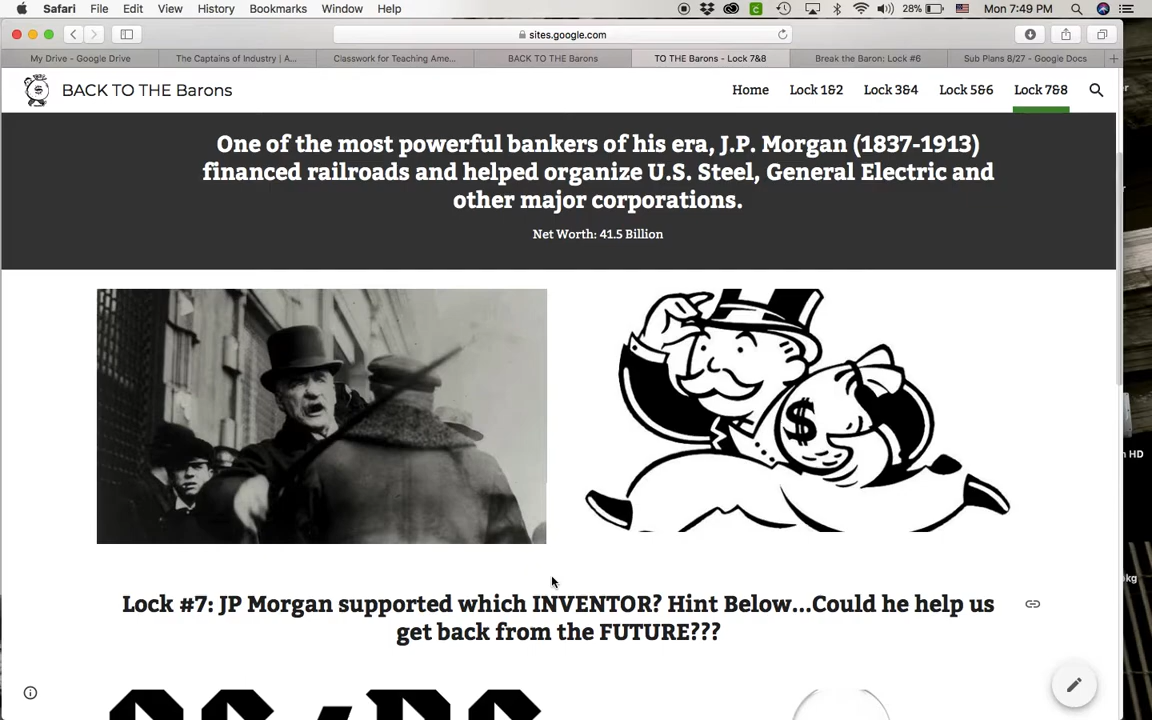 Safari File Edit View History Bookmarks Window Help 28% Mon 7:49 PM
sites.google.com
My Drive - Google Drive The Captains of Industry | A... Classwork for Teaching Ame... BACK TO THE Barons TO THE Barons - Lock 7&8 Break the Baron: Lock #6 Sub Plans 8/27 - Google Docs
BACK TO THE Barons Home Lock 1&2 Lock 3&4 Lock 5&6 Lock 7&8
One of the most powerful bankers of his era, J.P. Morgan (1837-1913)
financed railroads and helped organize U.S. Steel, General Electric and
other major corporations.
Net Worth: 41.5 Billion
$
n HD
Lock #7: JP Morgan supported which INVENTOR? Hint Below...Could he help us
get back from the FUTURE???